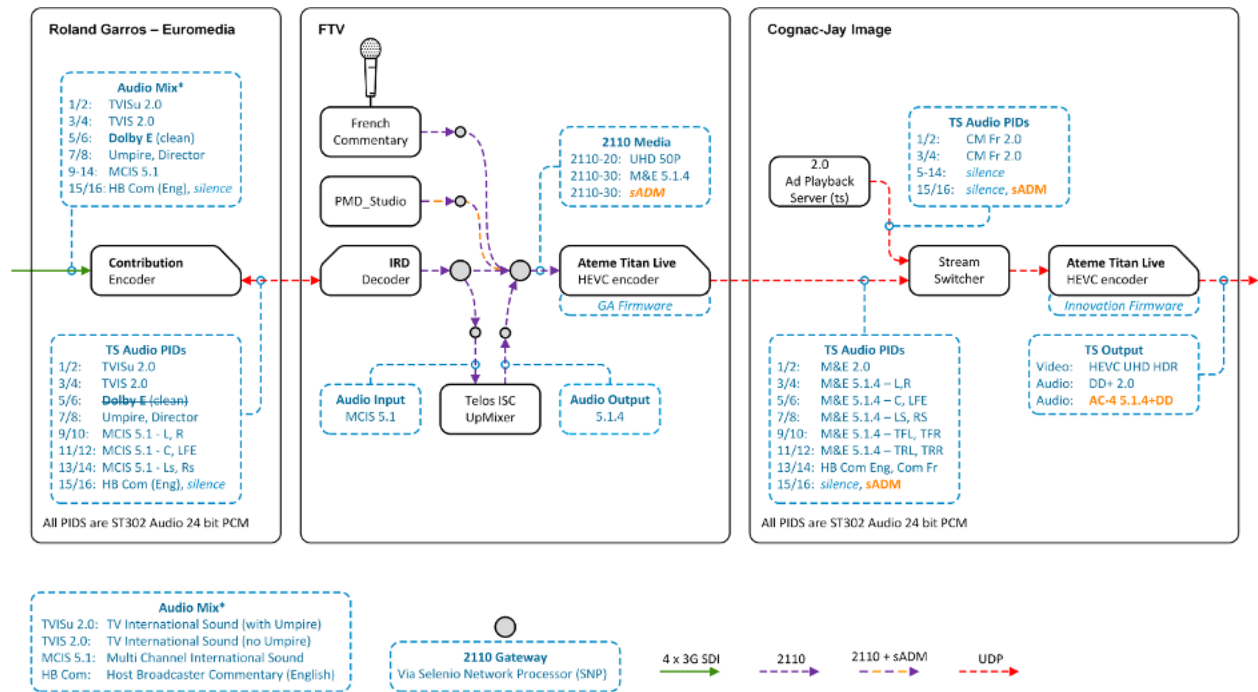 Roland Garros – Euromedia
Audio Mix*
1/2: TVISu 2.0
3/4: TVIS 2.0
5/6: Dolby E (clean)
7/8: Umpire, Director
9-14: MCIS 5.1
15/16: HB Com (Eng), silence
Contribution
Encoder
TS Audio PIDs
1/2: TVISu 2.0
3/4: TVIS 2.0
5/6: Dolby E (clean)
7/8: Umpire, Director
9/10: MCIS 5.1 - L, R
11/12: MCIS 5.1 - C, LFE
13/14: MCIS 5.1 - Ls, Rs
15/16: HB Com (Eng), silence
All PIDS are ST302 Audio 24 bit PCM
FTV
French
Commentary
PMD_Studio
IRD
Decoder
2110 Media
2110-20: UHD 50P
2110-30: M&E 5.1.4
2110-30: sADM
Ateme Titan Live
HEVC encoder
GA Firmware
Audio Input
MCIS 5.1
Telos ISC
UpMixer
Audio Output
5.1.4
Cognac-Jay Image
TS Audio PIDs
1/2: CM Fr 2.0
3/4: CM Fr 2.0
5-14: silence
15/16: silence, sADM
2.0
Ad Playback
Server (ts)
Stream
Switcher
Ateme Titan Live
HEVC encoder
Innovation Firmware
TS Audio PIDs
1/2: M&E 2.0
3/4: M&E 5.1.4 – L,R
5/6: M&E 5.1.4 – C, LFE
7/8: M&E 5.1.4 – LS, RS
9/10: M&E 5.1.4 – TFL, TFR
11/12: M&E 5.1.4 – TRL, TRR
13/14: HB Com Eng, Com Fr
15/16: silence, sADM
TS Output
Video: HEVC UHD HDR
Audio: DD+ 2.0
Audio: AC-4 5.1.4+DD
All PIDS are ST302 Audio 24 bit PCM
Audio Mix*
TVISu 2.0: TV International Sound (with Umpire)
TVIS 2.0: TV International Sound (no Umpire)
MCIS 5.1: Multi Channel International Sound
HB Com: Host Broadcaster Commentary (English)
2110 Gateway
Via Selenio Network Processor (SNP)
4 x 3G SDI
2110
2110 + sADM
UDP